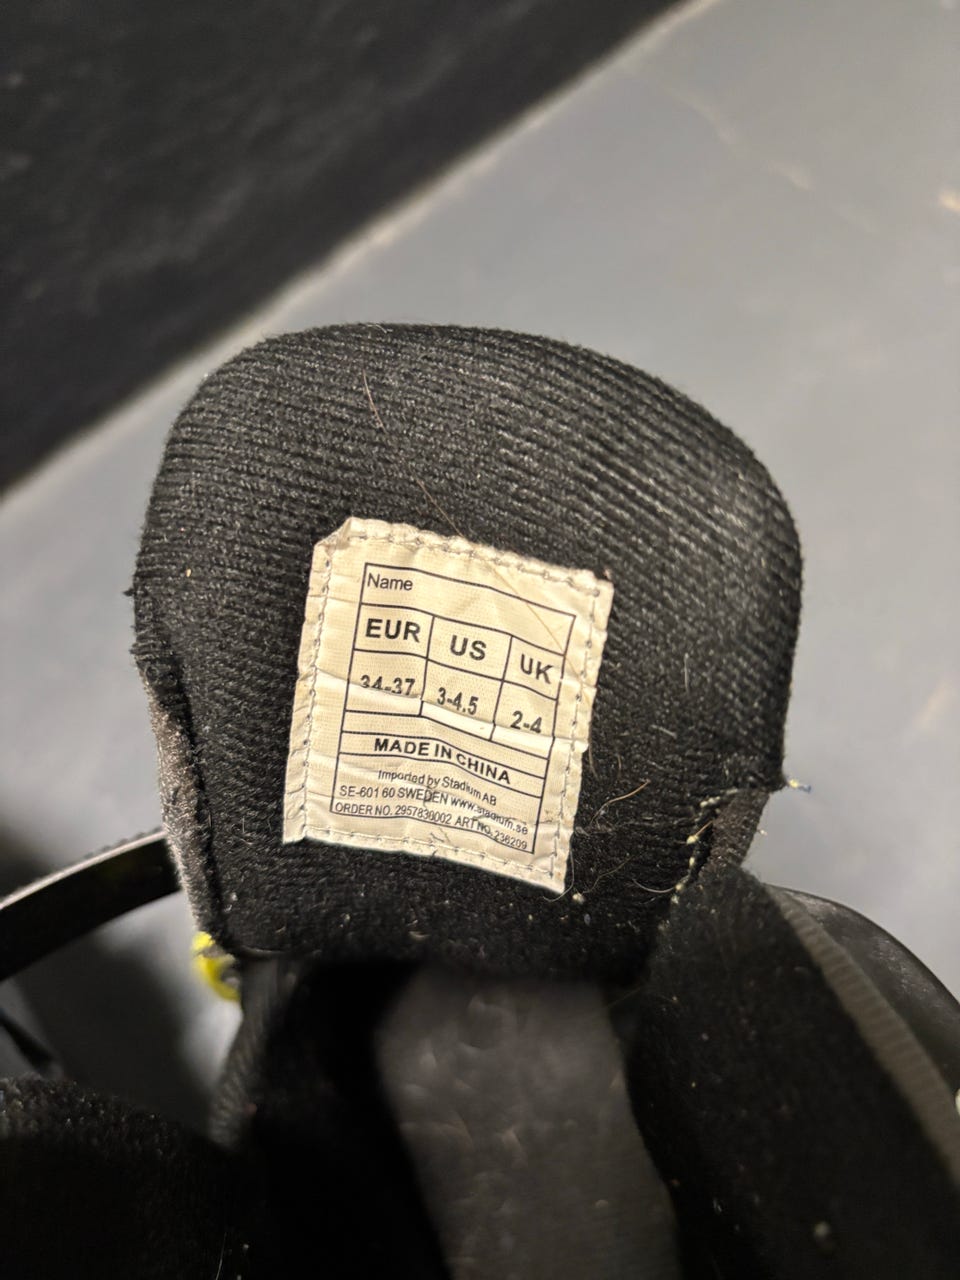 Name
EUR US UK
34-37 3-4.5 2-4
MADE IN CHINA
Imported by Stadium AB
SE-601 60 SWEDEN www.stadium.se
ORDER NO. 2957830002 ART NO. 236209